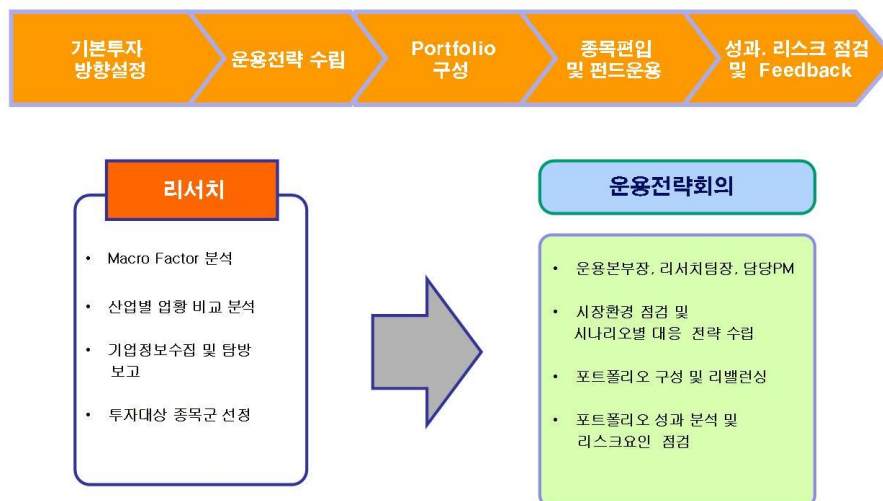 기본투자
방향설정
운용전략 수립
Portfolio
구성
종목편입
및 펀드운용
성과. 리스크 점검
및 Feedback
리서치
• Macro Factor 분석
• 산업별 업황 비교 분석
• 기업정보수집 및 탐방
보고
• 투자대상 종목군 선정
운용전략회의
• 운용본부장, 리서치팀장, 담당PM
• 시장환경 점검 및
시나리오별 대응 전략 수립
• 포트폴리오 구성 및 리밸런싱
• 포트폴리오 성과 분석 및
리스크요인 점검